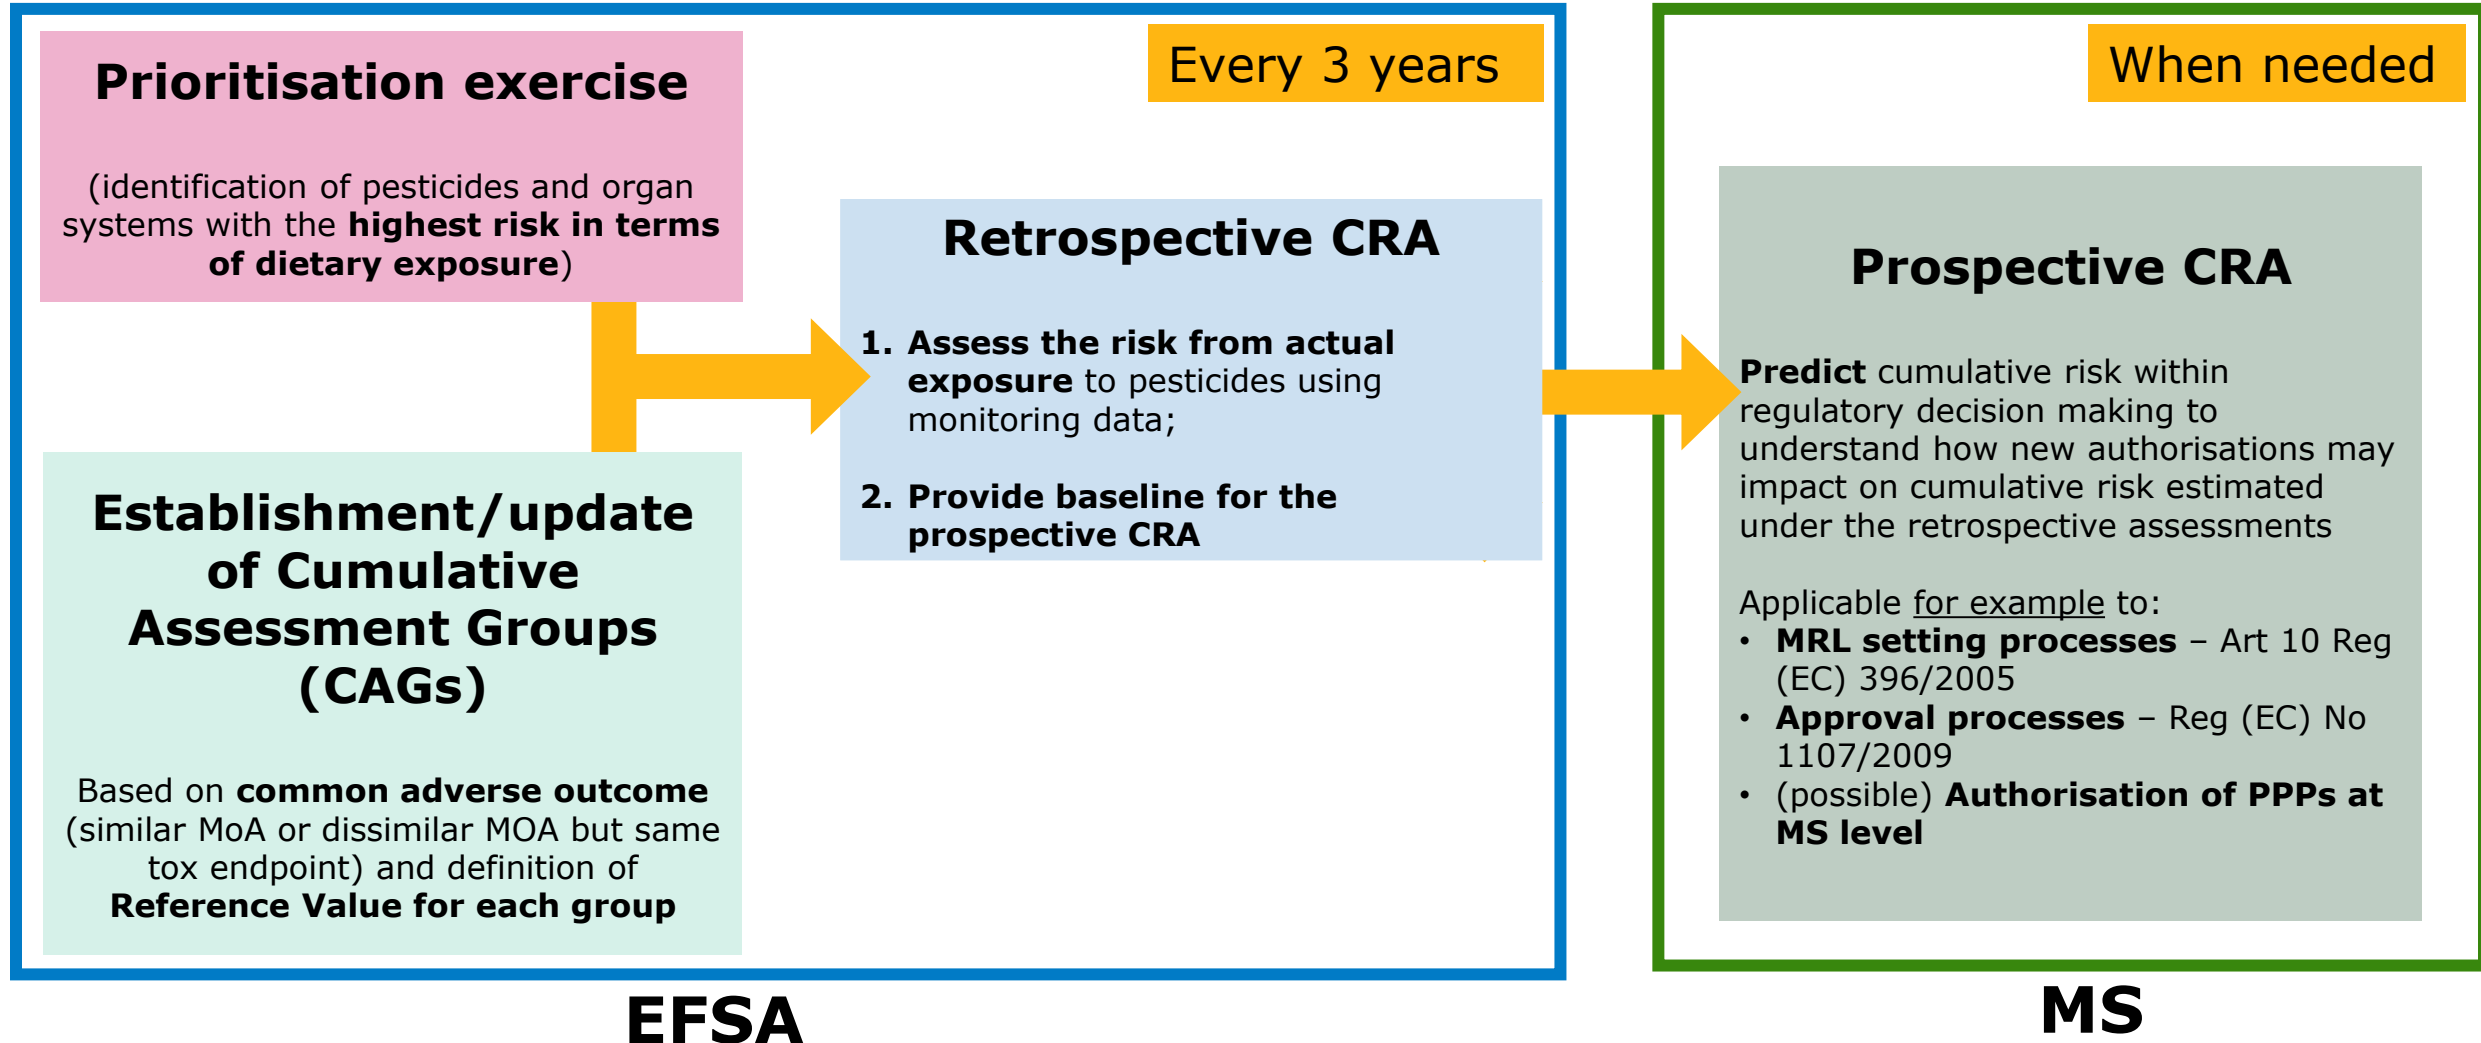 Prioritisation exercise
(identification of pesticides and organ
systems with the highest risk in terms
of dietary exposure)
Every 3 years
Establishment/update
of Cumulative
Assessment Groups
(CAGs)
Based on common adverse outcome
(similar MoA or dissimilar MOA but same
tox endpoint) and definition of
Reference Value for each group
Retrospective CRA
1. Assess the risk from actual
exposure to pesticides using
monitoring data;
2. Provide baseline for the
prospective CRA
EFSA
When needed
Prospective CRA
Predict cumulative risk within
regulatory decision making to
understand how new authorisations may
impact on cumulative risk estimated
under the retrospective assessments
Applicable for example to:
• MRL setting processes – Art 10 Reg
(EC) 396/2005
• Approval processes – Reg (EC) No
1107/2009
• (possible) Authorisation of PPPs at
MS level
MS